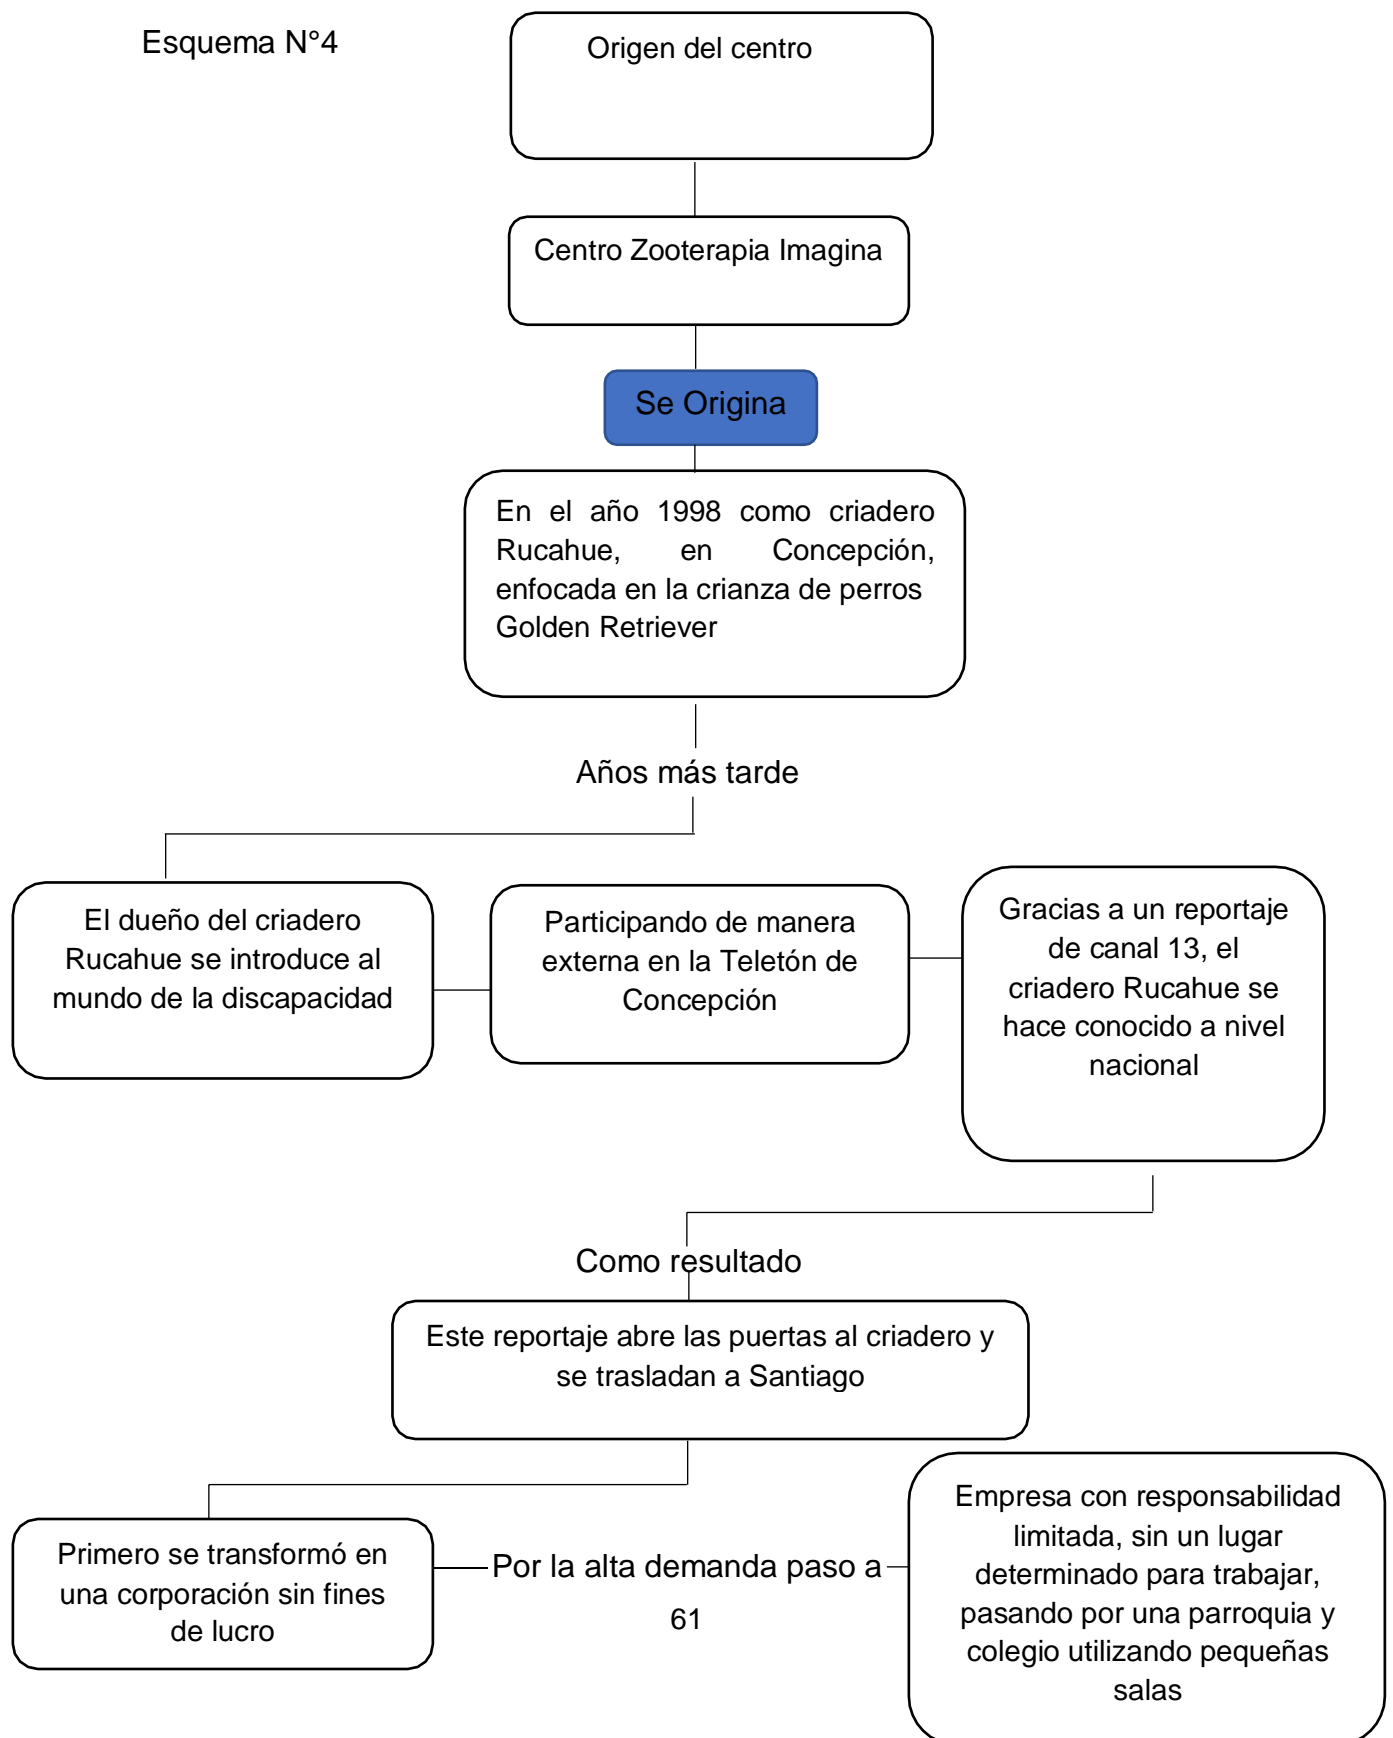 Esquema N°4
Origen del centro
Centro Zooterapia Imagina
Se Origina
En el año 1998 como criadero
Rucahue, en Concepción,
enfocada en la crianza de perros
Golden Retriever
Años más tarde
El dueño del criadero
Rucahue se introduce al
mundo de la discapacidad
Participando de manera
externa en la Teletón de
Concepción
Gracias a un reportaje
de canal 13, el
criadero Rucahue se
hace conocido a nivel
nacional
Como resultado
Este reportaje abre las puertas al criadero y
se trasladan a Santiago
Primero se transformó en
una corporación sin fines
de lucro
Por la alta demanda paso a
Empresa con responsabilidad
limitada, sin un lugar
determinado para trabajar,
pasando por una parroquia y
colegio utilizando pequeñas
salas
61